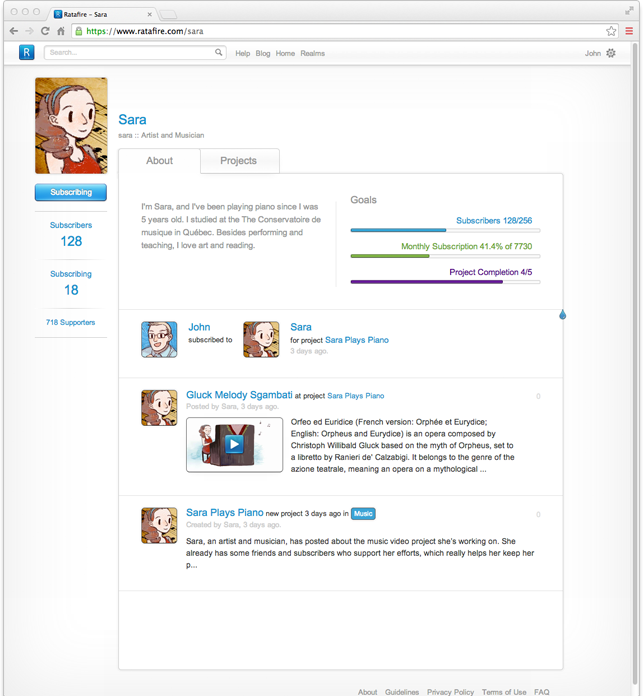 Ratafire – Sara
https://www.ratafire.com/sara
R
Search...
Help Blog Home Realms
John
Sara
sara :: Artist and Musician
About
Projects
Subscribing
Subscribers
128
Subscribing
18
718 Supporters
I'm Sara, and I've been playing piano since I was
5 years old. I studied at the The Conservatoire de
musique in Québec. Besides performing and
teaching, I love art and reading.
Goals
Subscribers 128/256
Monthly Subscription 41.4% of 7730
Project Completion 4/5
John
subscribed to
Sara
for project Sara Plays Piano
3 days ago.
Gluck Melody Sgambati at project Sara Plays Piano
0
Posted by Sara, 3 days ago.
Orfeo ed Euridice (French version: Orphée et Eurydice;
English: Orpheus and Eurydice) is an opera composed by
Christoph Willibald Gluck based on the myth of Orpheus, set to
a libretto by Ranieri de' Calzabigi. It belongs to the genre of the
azione teatrale, meaning an opera on a mythological ...
Sara Plays Piano new project 3 days ago in Music
0
Created by Sara, 3 days ago.
Sara, an artist and musician, has posted about the music video project she's working on. She
already has some friends and subscribers who support her efforts, which really helps her keep her
p...
About Guidelines Privacy Policy Terms of Use FAQ